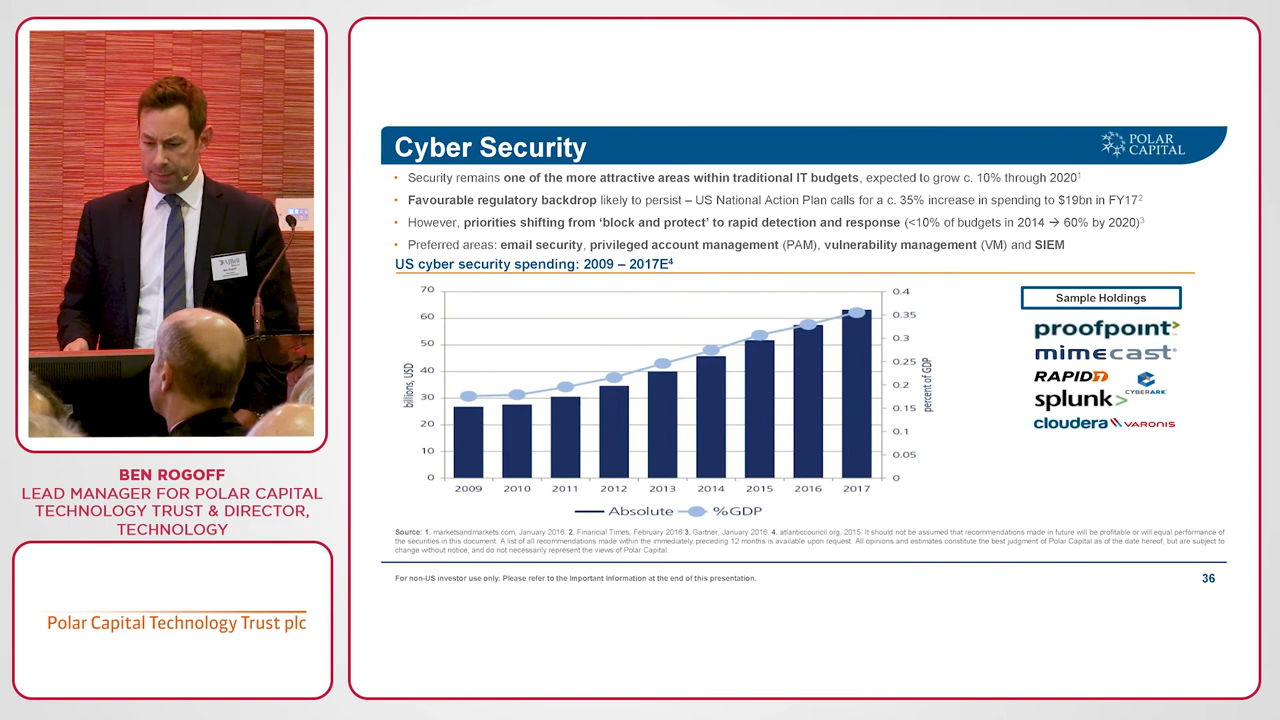 BEN ROGOFF
LEAD MANAGER FOR POLAR CAPITAL
TECHNOLOGY TRUST & DIRECTOR,
TECHNOLOGY
Polar Capital Technology Trust plc
Cyber Security
POLAR
CAPITAL
• Security remains one of the more attractive areas within traditional IT budgets, expected to grow c. 10% through 2020¹
• Favourable regulatory backdrop likely to persist – US National Action Plan calls for a c. 35% increase in spending to $19bn in FY17²
• However, priorities shifting from ‘block and protect’ to rapid detection and response (<10% of budgets in 2014 → 60% by 2020)³
• Preferred areas: email security, privileged account management (PAM), vulnerability management (VM) and SIEM
US cyber security spending: 2009 – 2017E⁴
billions, USD
70
60
50
40
30
20
10
0
0.4
0.35
0.3
0.25
0.2
0.15
0.1
0.05
0
percent of GDP
2009 2010 2011 2012 2013 2014 2015 2016 2017
Absolute %GDP
Sample Holdings
proofpoint
mimecast
RAPID7
CYBERARK
splunk>
cloudera VARONIS
Source: 1. marketsandmarkets.com, January 2016. 2. Financial Times, February 2016.3. Gartner, January 2016. 4. atlanticcouncil.org, 2015. It should not be assumed that recommendations made in future will be profitable or will equal performance of
the securities in this document. A list of all recommendations made within the immediately preceding 12 months is available upon request. All opinions and estimates constitute the best judgment of Polar Capital as of the date hereof, but are subject to
change without notice, and do not necessarily represent the views of Polar Capital.
For non-US investor use only. Please refer to the Important Information at the end of this presentation.
36